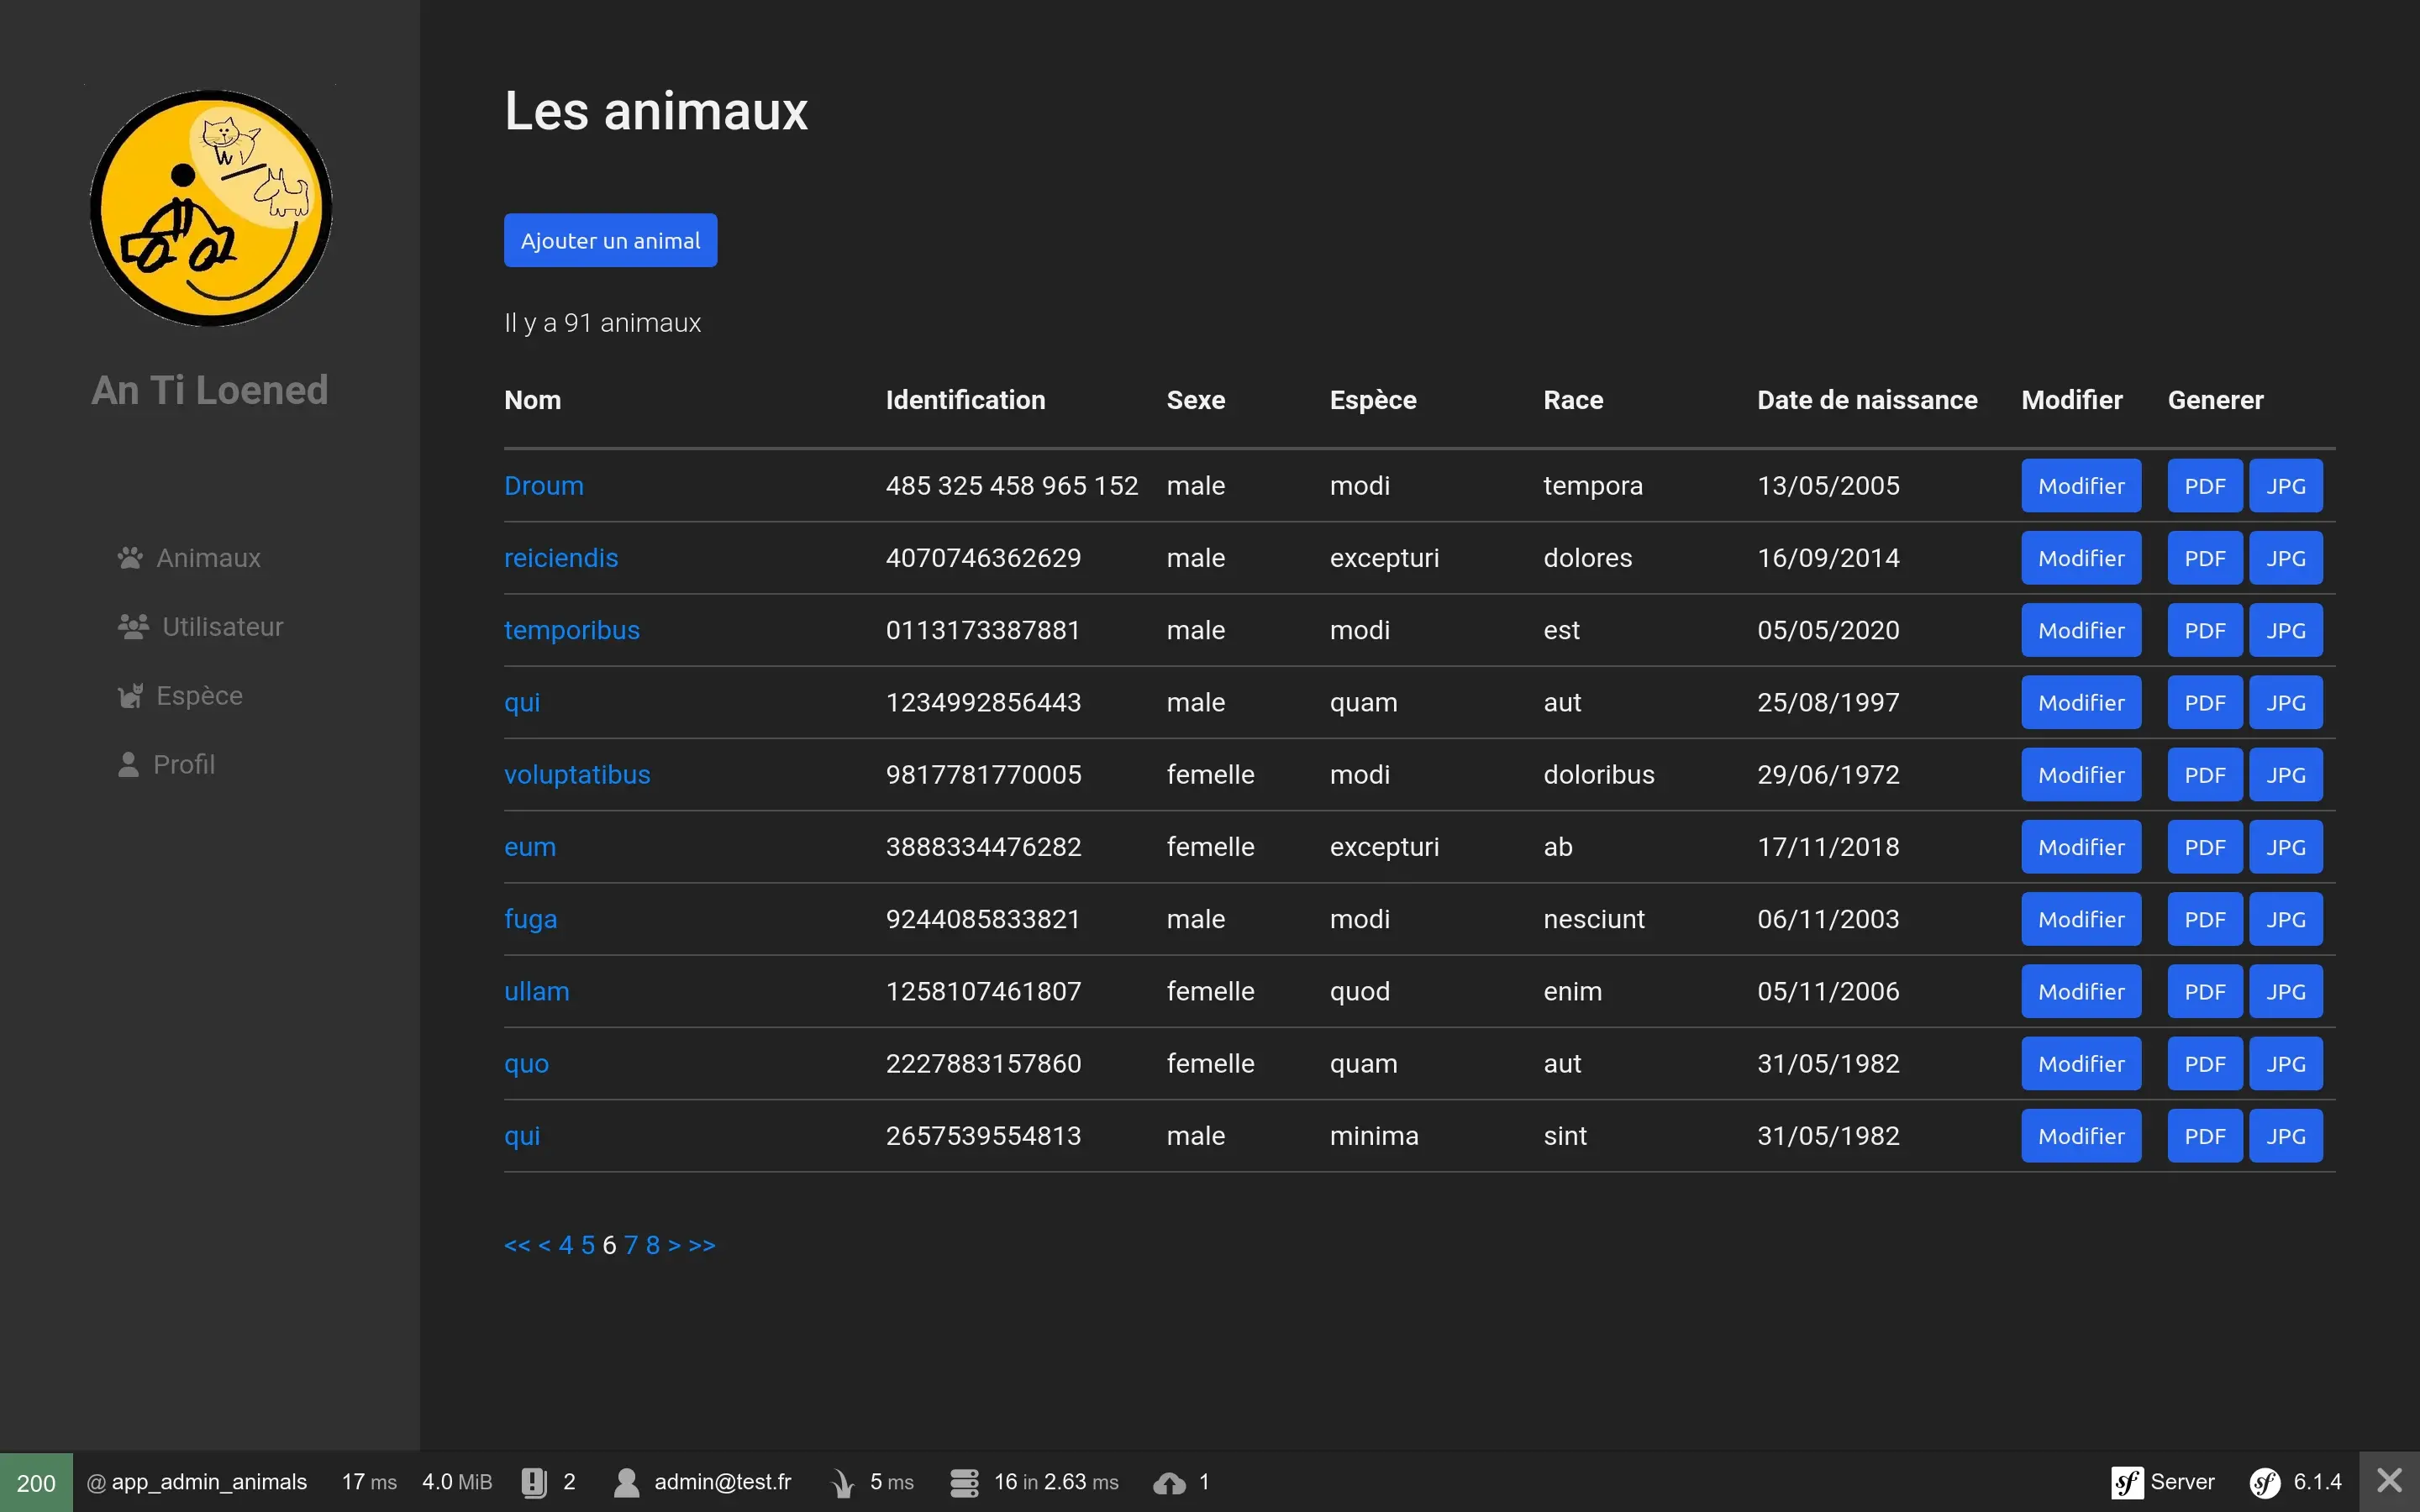 An Ti Loened
Animaux
Utilisateur
Espèce
Profil
Les animaux
Ajouter un animal
Il y a 91 animaux
Nom Identification Sexe Espèce Race Date de naissance Modifier Generer
Droum 485 325 458 965 152 male modi tempora 13/05/2005 Modifier PDF JPG
reiciendis 4070746362629 male excepturi dolores 16/09/2014 Modifier PDF JPG
temporibus 0113173387881 male modi est 05/05/2020 Modifier PDF JPG
qui 1234992856443 male quam aut 25/08/1997 Modifier PDF JPG
voluptatibus 9817781770005 femelle modi doloribus 29/06/1972 Modifier PDF JPG
eum 3888334476282 femelle excepturi ab 17/11/2018 Modifier PDF JPG
fuga 9244085833821 male modi nesciunt 06/11/2003 Modifier PDF JPG
ullam 1258107461807 femelle quod enim 05/11/2006 Modifier PDF JPG
quo 2227883157860 femelle quam aut 31/05/1982 Modifier PDF JPG
qui 2657539554813 male minima sint 31/05/1982 Modifier PDF JPG
<< < 4 5 6 7 8 > >>
200 @ app_admin_animals 17 ms 4.0 MiB 2 admin@test.fr 5 ms 16 in 2.63 ms 1 sf Server sf 6.1.4